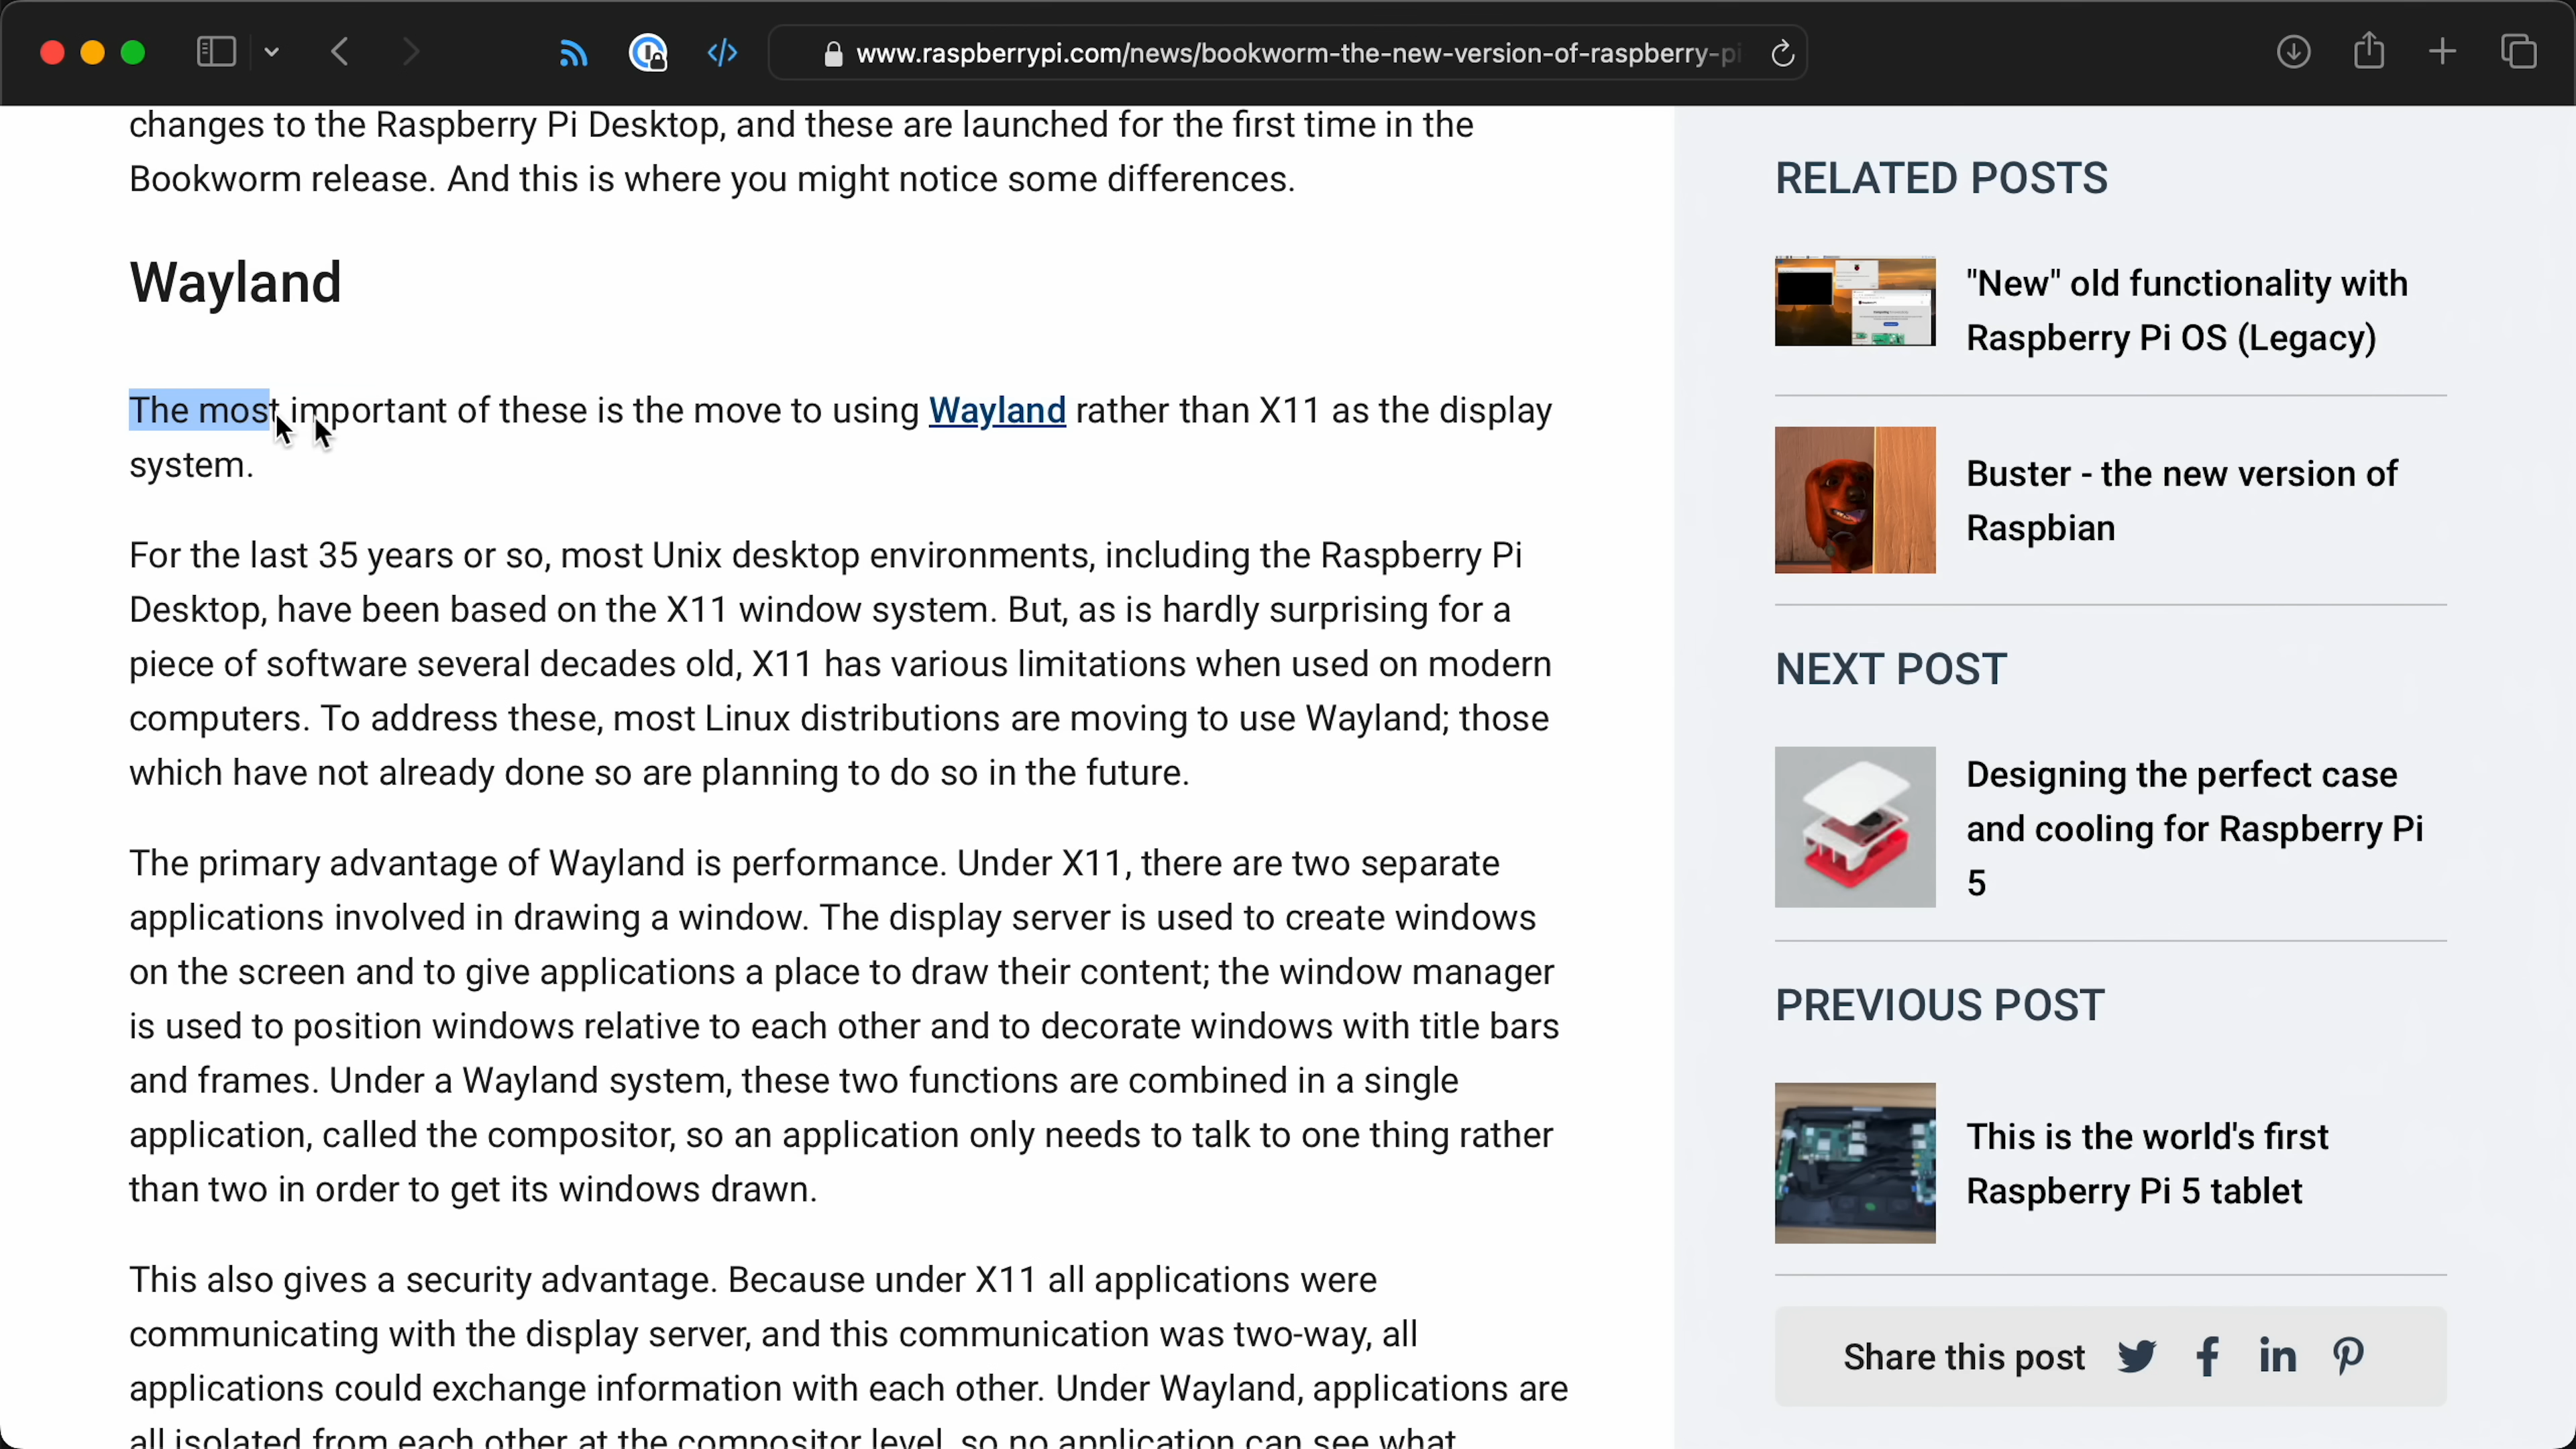 www.raspberrypi.com/news/bookworm-the-new-version-of-raspberry-pi
changes to the Raspberry Pi Desktop, and these are launched for the first time in the
Bookworm release. And this is where you might notice some differences.
Wayland
The most important of these is the move to using Wayland rather than X11 as the display
system.
For the last 35 years or so, most Unix desktop environments, including the Raspberry Pi
Desktop, have been based on the X11 window system. But, as is hardly surprising for a
piece of software several decades old, X11 has various limitations when used on modern
computers. To address these, most Linux distributions are moving to use Wayland; those
which have not already done so are planning to do so in the future.
The primary advantage of Wayland is performance. Under X11, there are two separate
applications involved in drawing a window. The display server is used to create windows
on the screen and to give applications a place to draw their content; the window manager
is used to position windows relative to each other and to decorate windows with title bars
and frames. Under a Wayland system, these two functions are combined in a single
application, called the compositor, so an application only needs to talk to one thing rather
than two in order to get its windows drawn.
This also gives a security advantage. Because under X11 all applications were
communicating with the display server, and this communication was two-way, all
applications could exchange information with each other. Under Wayland, applications are
all isolated from each other at the compositor level, so no application can see what
RELATED POSTS
"New" old functionality with
Raspberry Pi OS (Legacy)
Buster - the new version of
Raspbian
NEXT POST
Designing the perfect case
and cooling for Raspberry Pi
5
PREVIOUS POST
This is the world's first
Raspberry Pi 5 tablet
Share this post